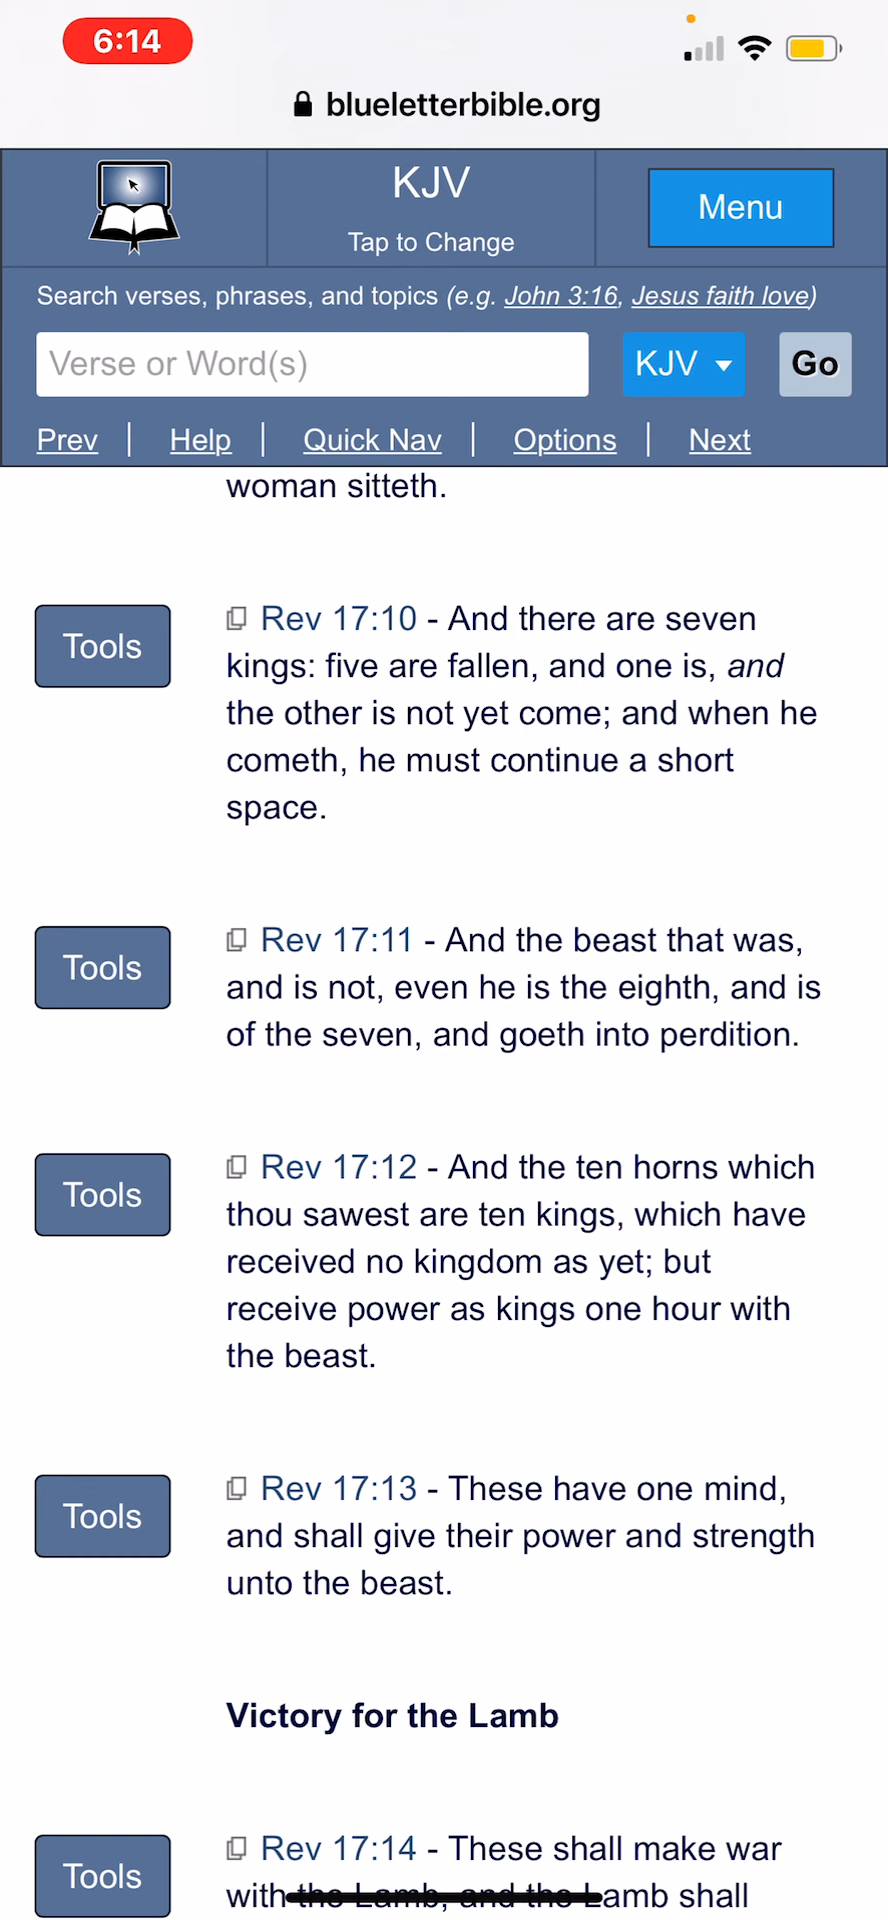 6:14
blueletterbible.org
KJV
Tap to Change
Menu
Search verses, phrases, and topics (e.g. John 3:16, Jesus faith love)
Verse or Word(s)
KJV
Go
Prev | Help | Quick Nav | Options | Next
woman sitteth.
Tools
Rev 17:10 - And there are seven
kings: five are fallen, and one is, and
the other is not yet come; and when he
cometh, he must continue a short
space.
Tools
Rev 17:11 - And the beast that was,
and is not, even he is the eighth, and is
of the seven, and goeth into perdition.
Tools
Rev 17:12 - And the ten horns which
thou sawest are ten kings, which have
received no kingdom as yet; but
receive power as kings one hour with
the beast.
Tools
Rev 17:13 - These have one mind,
and shall give their power and strength
unto the beast.
Victory for the Lamb
Tools
Rev 17:14 - These shall make war
with the Lamb, and the Lamb shall